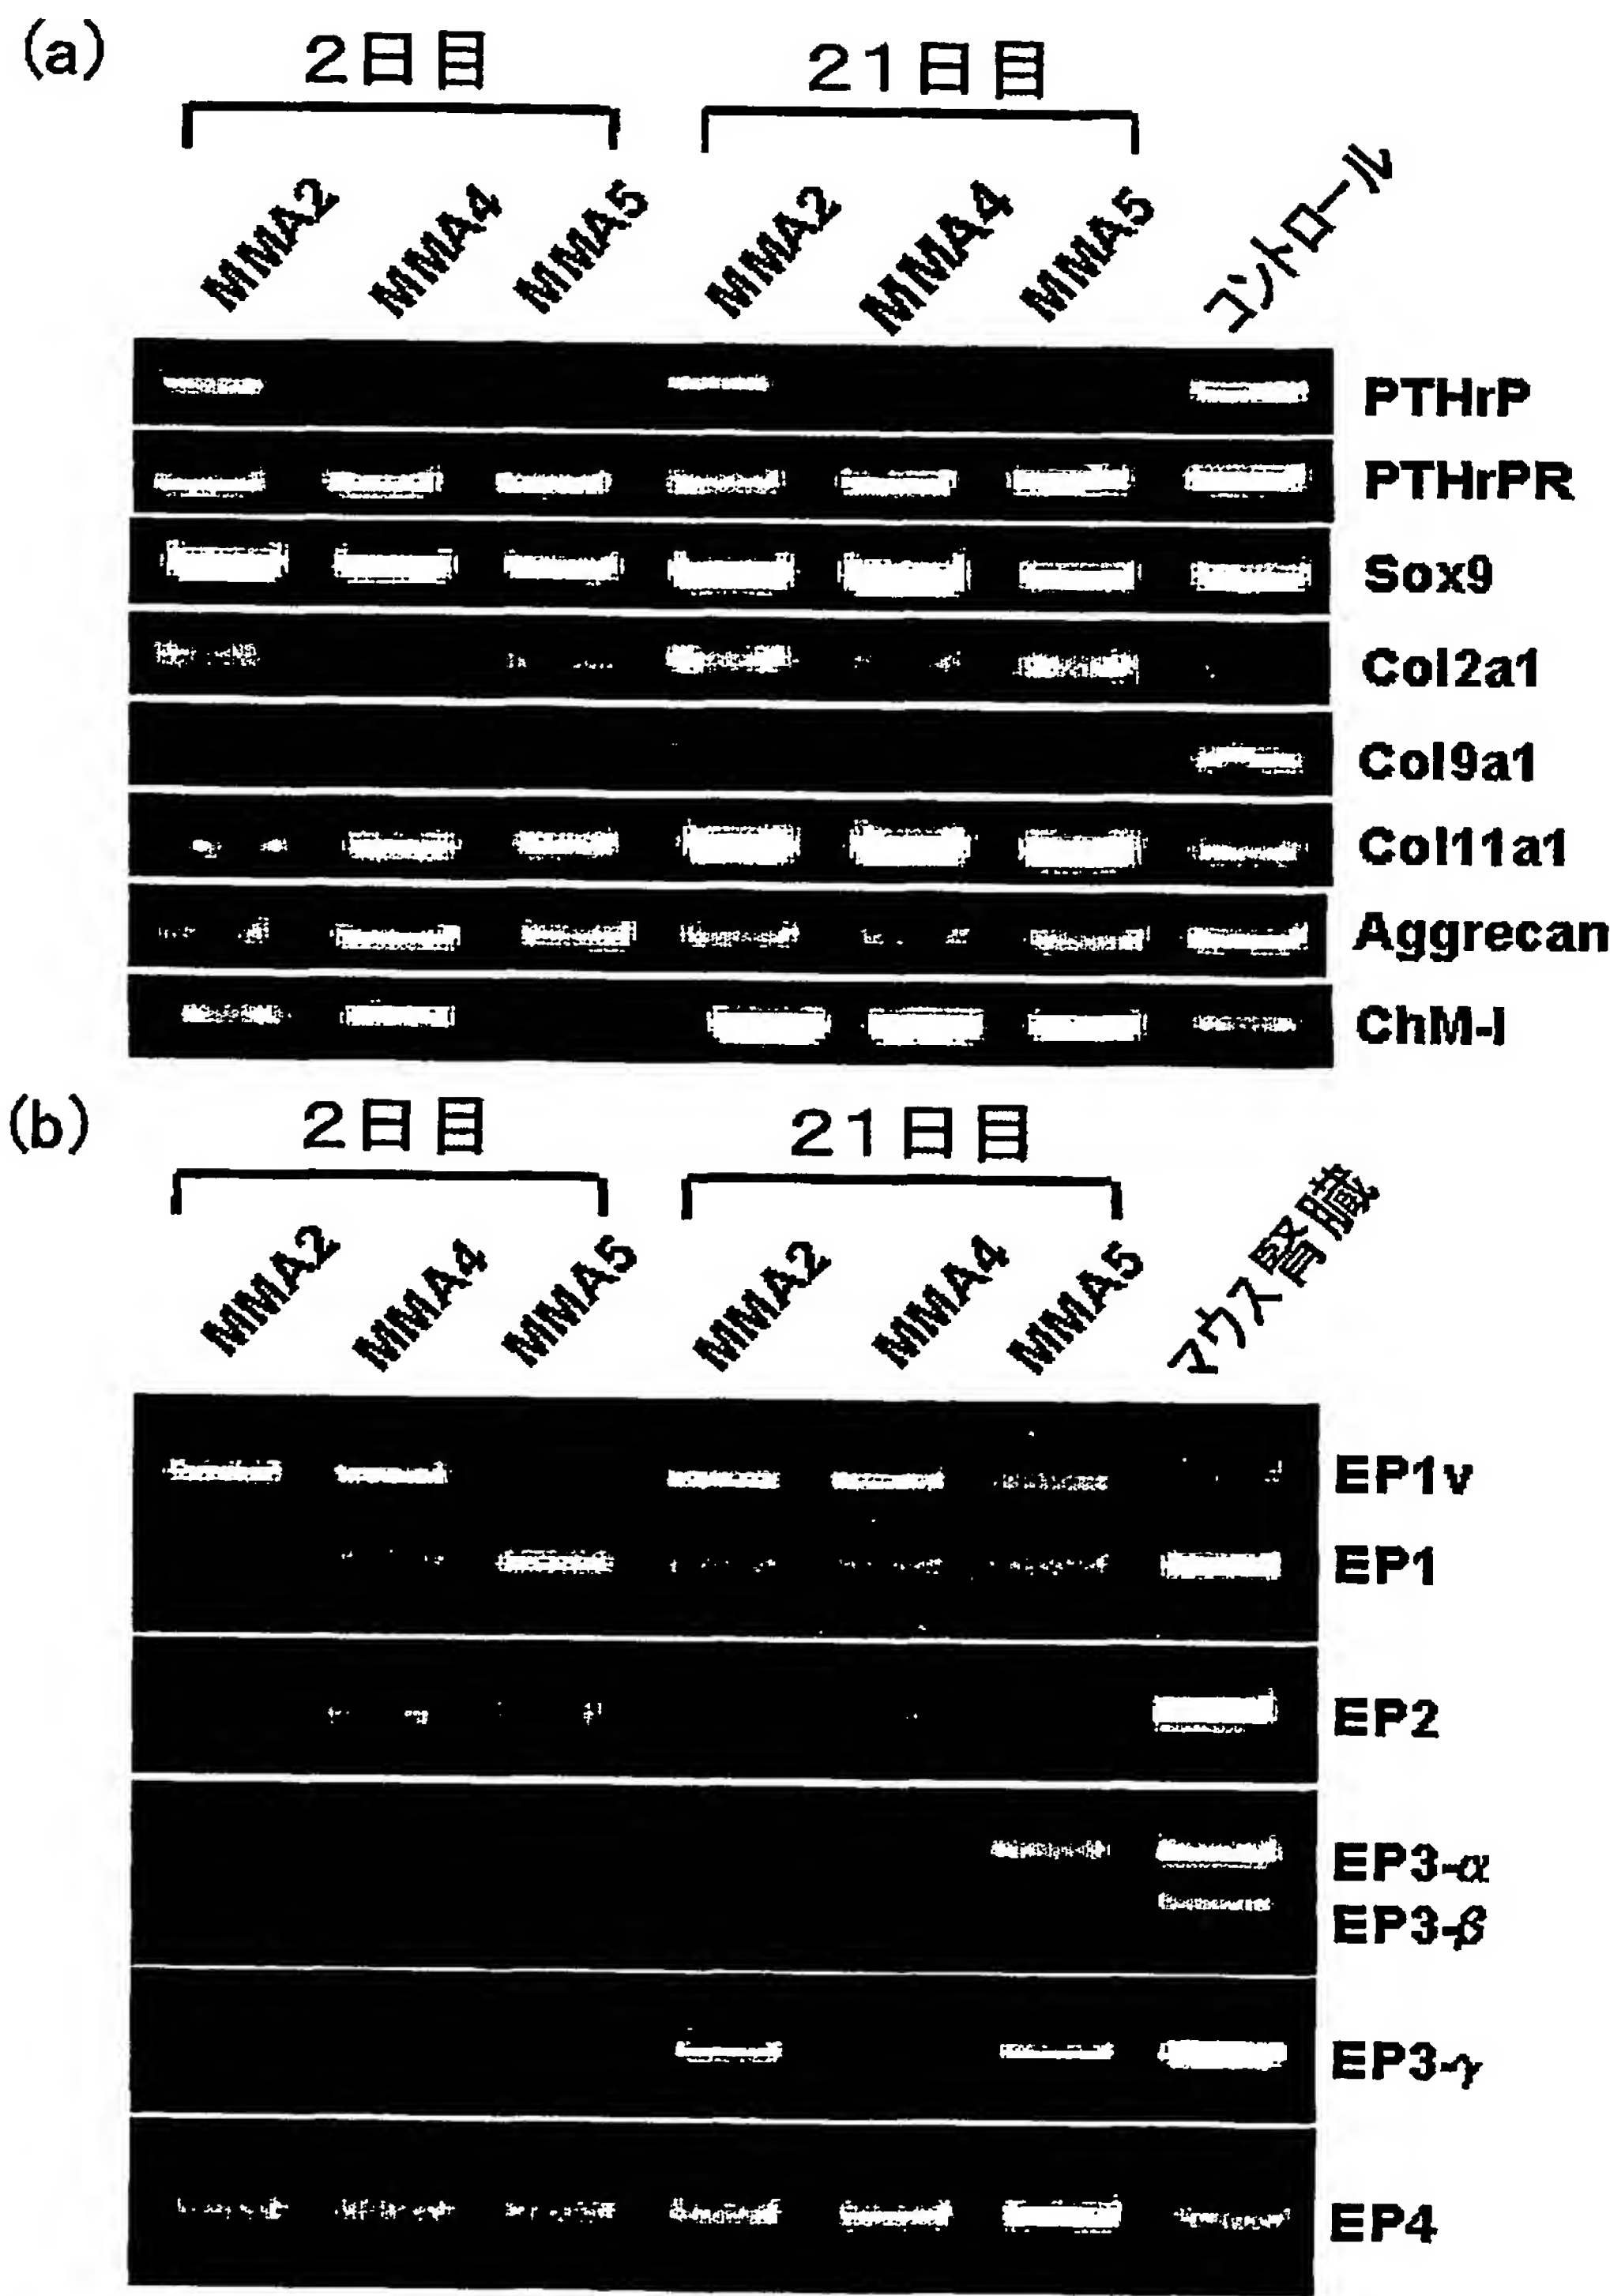 (a)
2日目 21日目
MMA2 MMA4 MMA5 MMA2 MMA4 MMA5 コントロール
PTHrP
PTHrPR
Sox9
Col2a1
Col9a1
Col11a1
Aggrecan
ChM-I
(b)
2日目 21日目
MMA2 MMA4 MMA5 MMA2 MMA4 MMA5 マウス腎臓
EP1v
EP1
EP2
EP3-α
EP3-β
EP3-γ
EP4